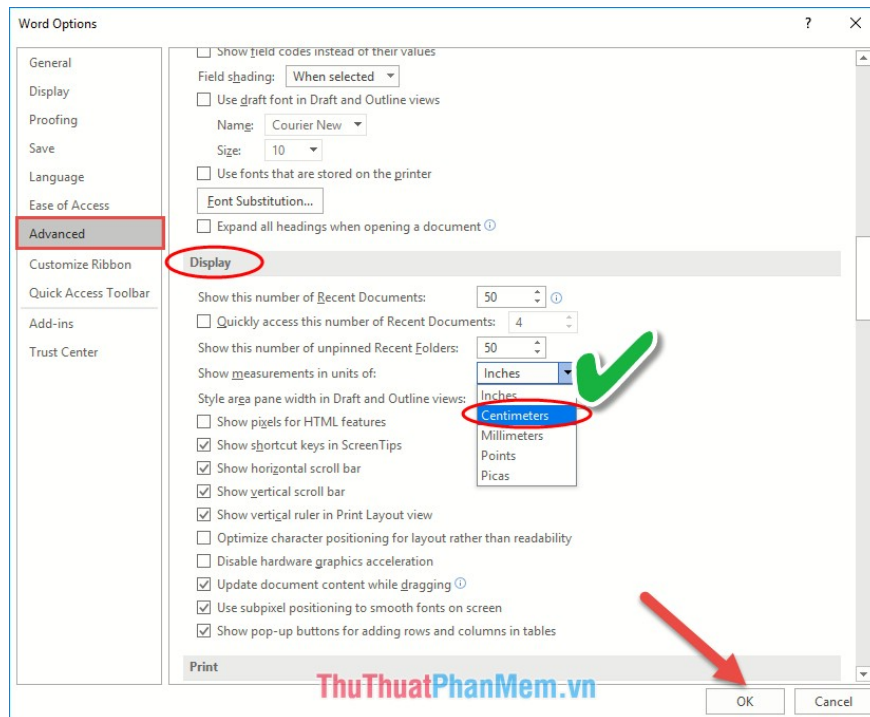 Word Options
?
General
Display
Proofing
Save
Language
Ease of Access
Advanced
Customize Ribbon
Quick Access Toolbar
Add-ins
Trust Center
Show field codes instead of their values
Field shading: When selected
Use draft font in Draft and Outline views
Name: Courier New
Size: 10
Use fonts that are stored on the printer
Font Substitution...
Expand all headings when opening a document
Display
Show this number of Recent Documents: 50
Quickly access this number of Recent Documents: 4
Show this number of unpinned Recent Folders: 50
Show measurements in units of: Inches
Inches
Style area pane width in Draft and Outline views:
Centimeters
Show pixels for HTML features
Millimeters
Show shortcut keys in ScreenTips
Points
Show horizontal scroll bar
Picas
Show vertical scroll bar
Show vertical ruler in Print Layout view
Optimize character positioning for layout rather than readability
Disable hardware graphics acceleration
Update document content while dragging
Use subpixel positioning to smooth fonts on screen
Show pop-up buttons for adding rows and columns in tables
Print
ThuThuatPhanMem.vn
OK
Cancel